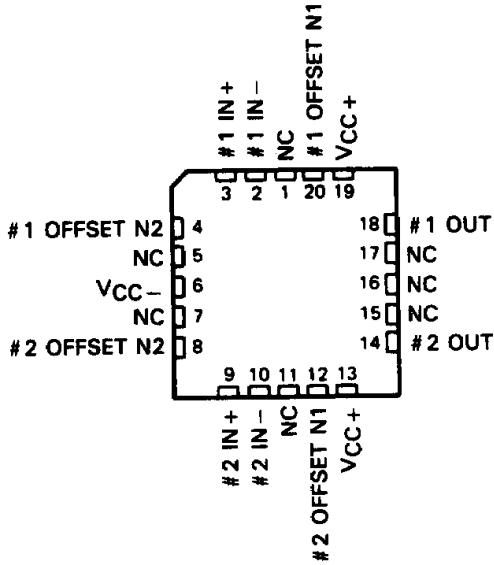 #1 IN+
#1 IN−
NC
#1 OFFSET N1
VCC+
3 2 1 20 19
#1 OFFSET N2 4
NC 5
VCC− 6
NC 7
#2 OFFSET N2 8
18 #1 OUT
17 NC
16 NC
15 NC
14 #2 OUT
9 10 11 12 13
#2 IN+
#2 IN−
NC
#2 OFFSET N1
VCC+